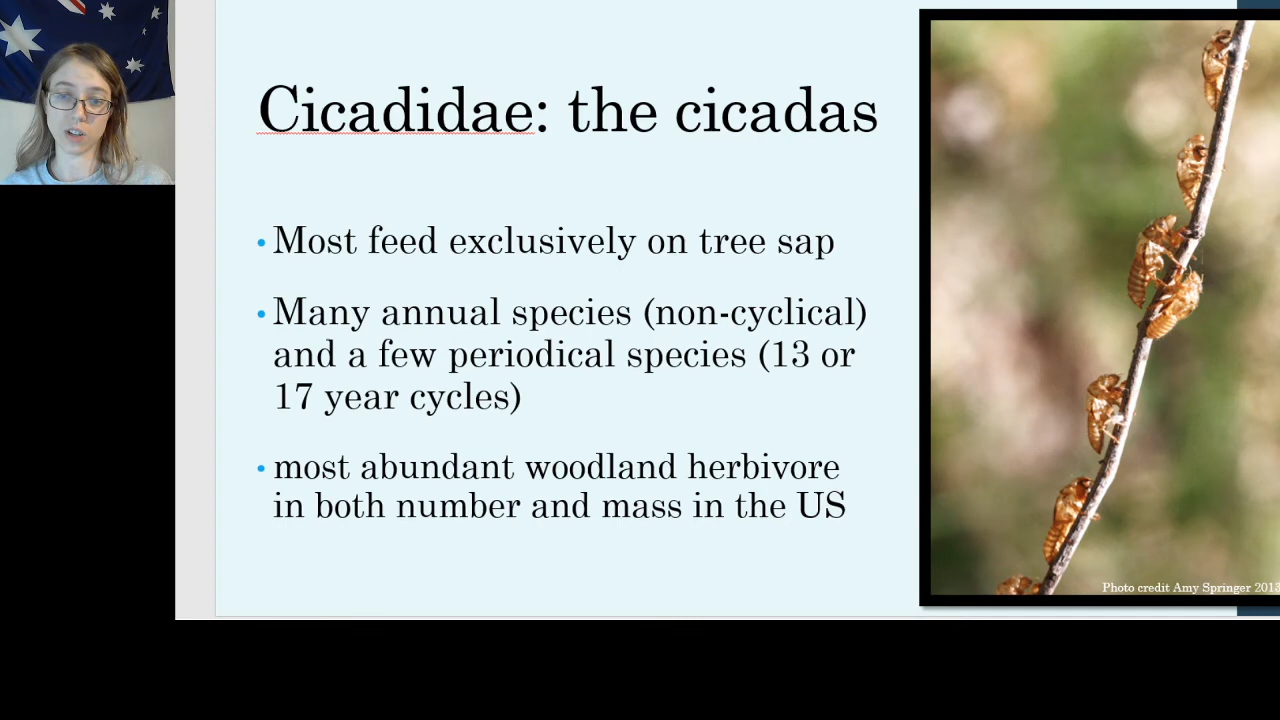 Cicadidae: the cicadas
• Most feed exclusively on tree sap
• Many annual species (non-cyclical)
and a few periodical species (13 or
17 year cycles)
• most abundant woodland herbivore
in both number and mass in the US
Photo credit Amy Springer 2013